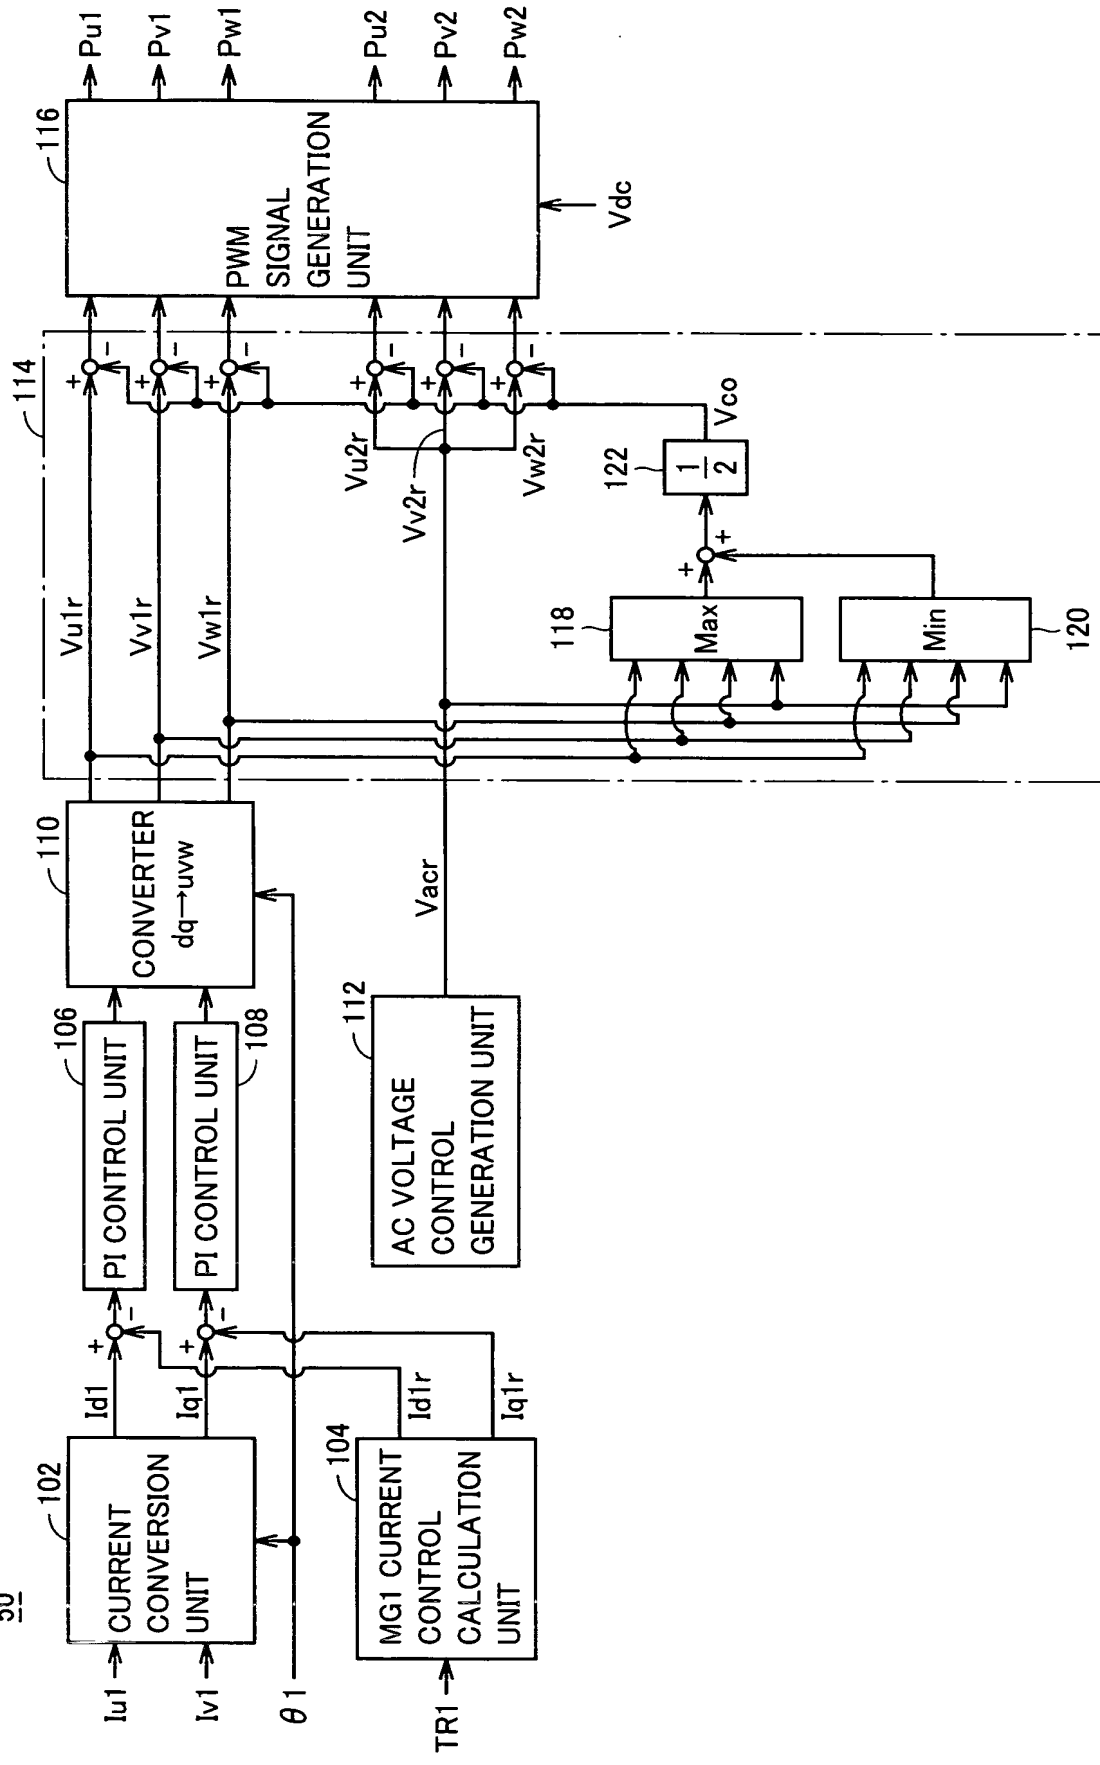 50
Iu1
Iv1
θ1
TR1
102
CURRENT
CONVERSION
UNIT
104
MG1 CURRENT
CONTROL
CALCULATION
UNIT
Id1
Iq1
Id1r
Iq1r
+
-
+
-
106
PI CONTROL UNIT
PI CONTROL UNIT
108
112
AC VOLTAGE
CONTROL
GENERATION UNIT
110
CONVERTER
dq→uvw
Vacr
114
Vu1r
Vv1r
Vw1r
118
Max
Min
120
+
+
122
1
2
Vco
Vu2r
Vv2r
Vw2r
+
-
+
-
+
-
+
-
+
-
+
-
116
PWM
SIGNAL
GENERATION
UNIT
Vdc
Pu1
Pv1
Pw1
Pu2
Pv2
Pw2